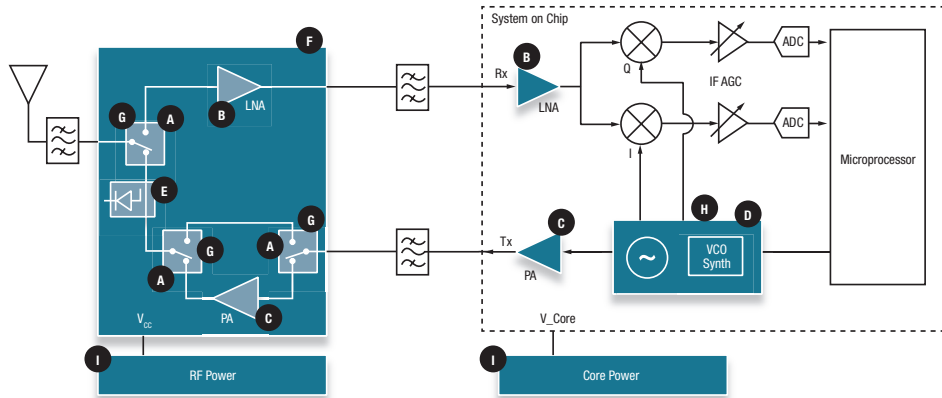 System on Chip
F
B
Rx
LNA
Q
IF AGC
ADC
G
A
LNA
B
I
ADC
Microprocessor
E
G
A
G
A
Tx
C
PA
H
D
~
VCO
Synth
PA
C
V_Core
VCC
I
RF Power
I
Core Power